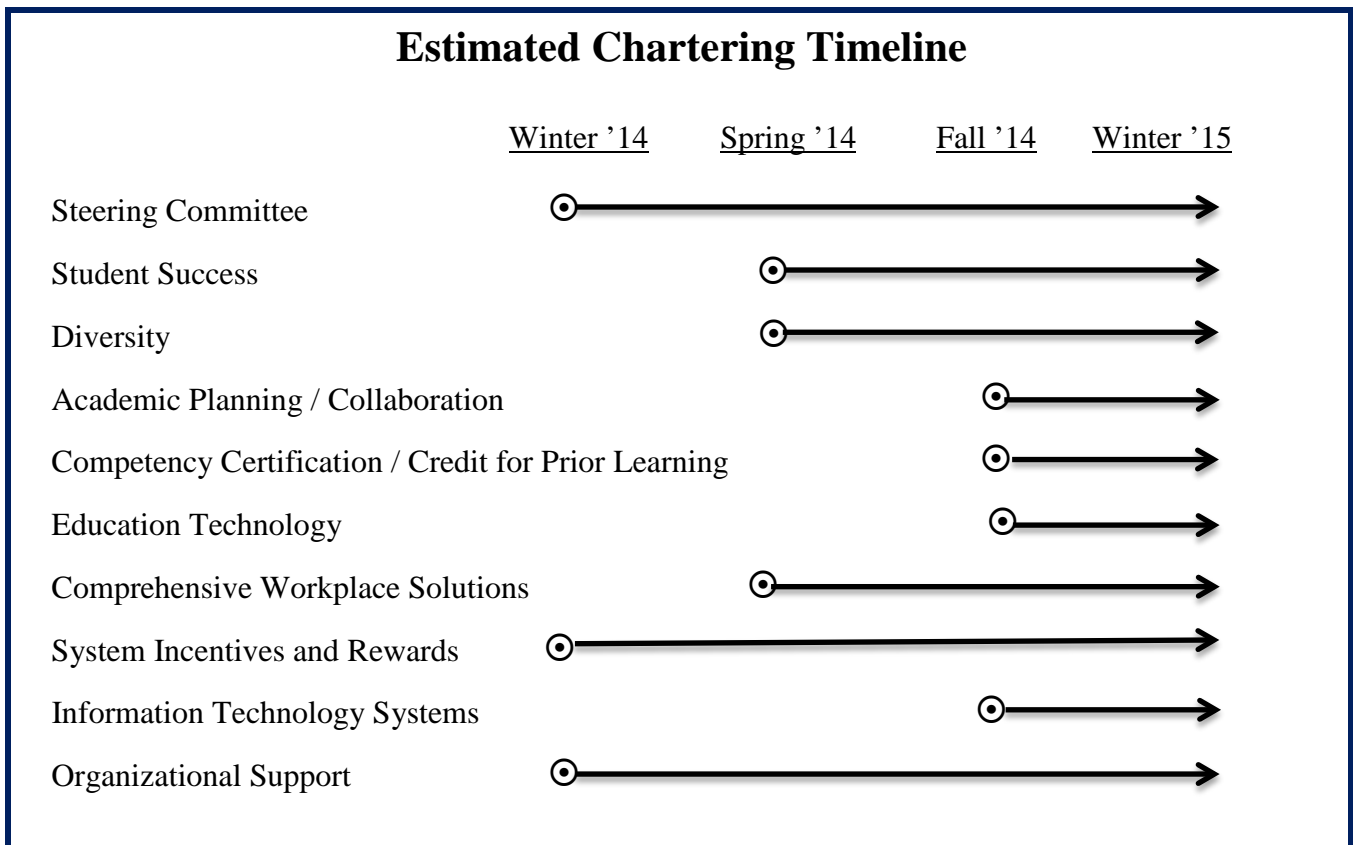 Estimated Chartering Timeline
Winter ’14 Spring ’14 Fall ’14 Winter ’15
Steering Committee
Student Success
Diversity
Academic Planning / Collaboration
Competency Certification / Credit for Prior Learning
Education Technology
Comprehensive Workplace Solutions
System Incentives and Rewards
Information Technology Systems
Organizational Support